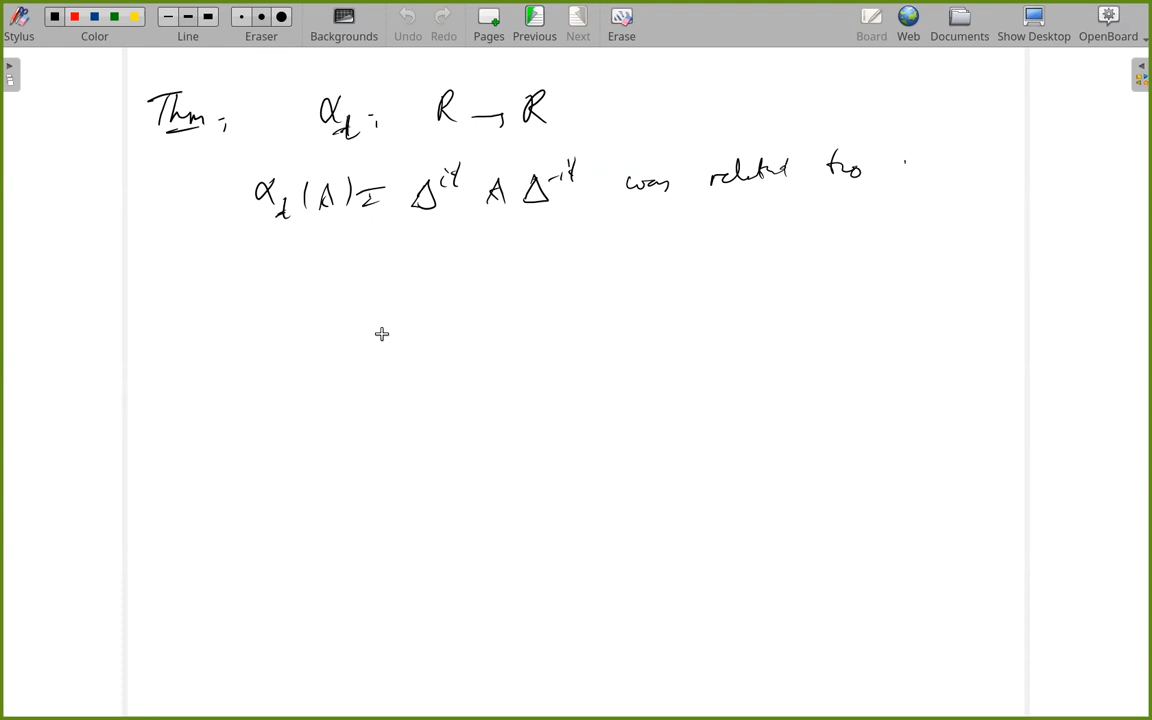 Stylus Color Line Eraser Backgrounds Undo Redo Pages Previous Next Erase Board Web Documents Show Desktop OpenBoard
Thm: α_t : R → R
α_t(A) = Δ^{it} A Δ^{-it} was related two